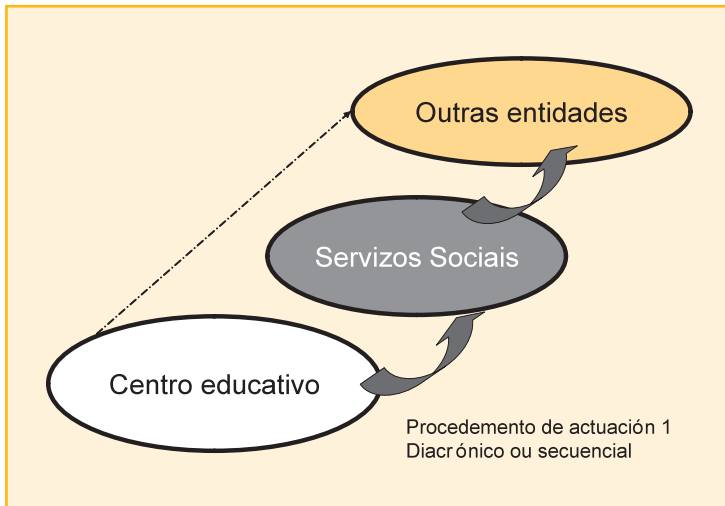 Outras entidades
Servizos Sociais
Centro educativo
Procedemento de actuación 1
Diacrónico ou secuencial